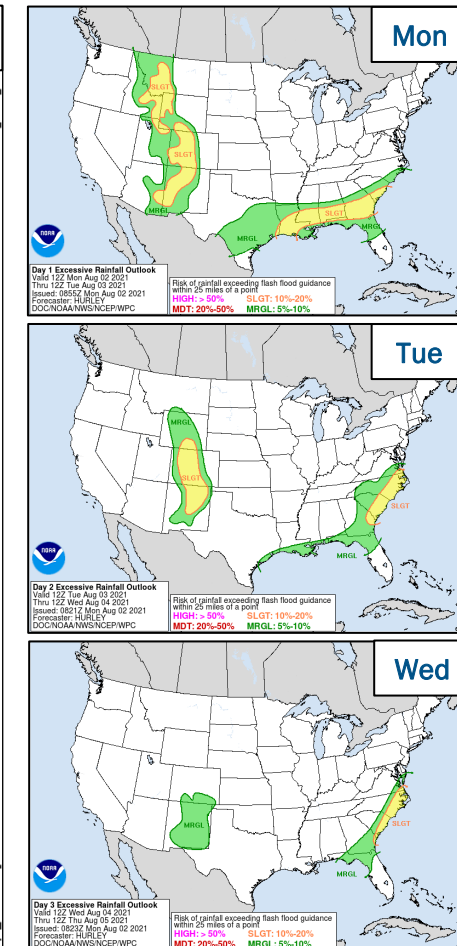 Mon
SLGT
SLGT
MRGL
SLGT
MRGL
MRGL
NOAA
Day 1 Excessive Rainfall Outlook
Valid 12Z Mon Aug 02 2021
Thru 12Z Tue Aug 03 2021
Issued: 0855Z Mon Aug 02 2021
Forecaster: HURLEY
DOC/NOAA/NWS/NCEP/WPC
Risk of rainfall exceeding flash flood guidance
within 25 miles of a point
HIGH: > 50% SLGT: 10%-20%
MDT: 20%-50% MRGL: 5%-10%
Tue
MRGL
SLGT
SLGT
MRGL
NOAA
Day 2 Excessive Rainfall Outlook
Valid 12Z Tue Aug 03 2021
Thru 12Z Wed Aug 04 2021
Issued: 0821Z Mon Aug 02 2021
Forecaster: HURLEY
DOC/NOAA/NWS/NCEP/WPC
Risk of rainfall exceeding flash flood guidance
within 25 miles of a point
HIGH: > 50% SLGT: 10%-20%
MDT: 20%-50% MRGL: 5%-10%
Wed
MRGL
SLGT
MRGL
NOAA
Day 3 Excessive Rainfall Outlook
Valid 12Z Wed Aug 04 2021
Thru 12Z Thu Aug 05 2021
Issued: 0823Z Mon Aug 02 2021
Forecaster: HURLEY
DOC/NOAA/NWS/NCEP/WPC
Risk of rainfall exceeding flash flood guidance
within 25 miles of a point
HIGH: > 50% SLGT: 10%-20%
MDT: 20%-50% MRGL: 5%-10%